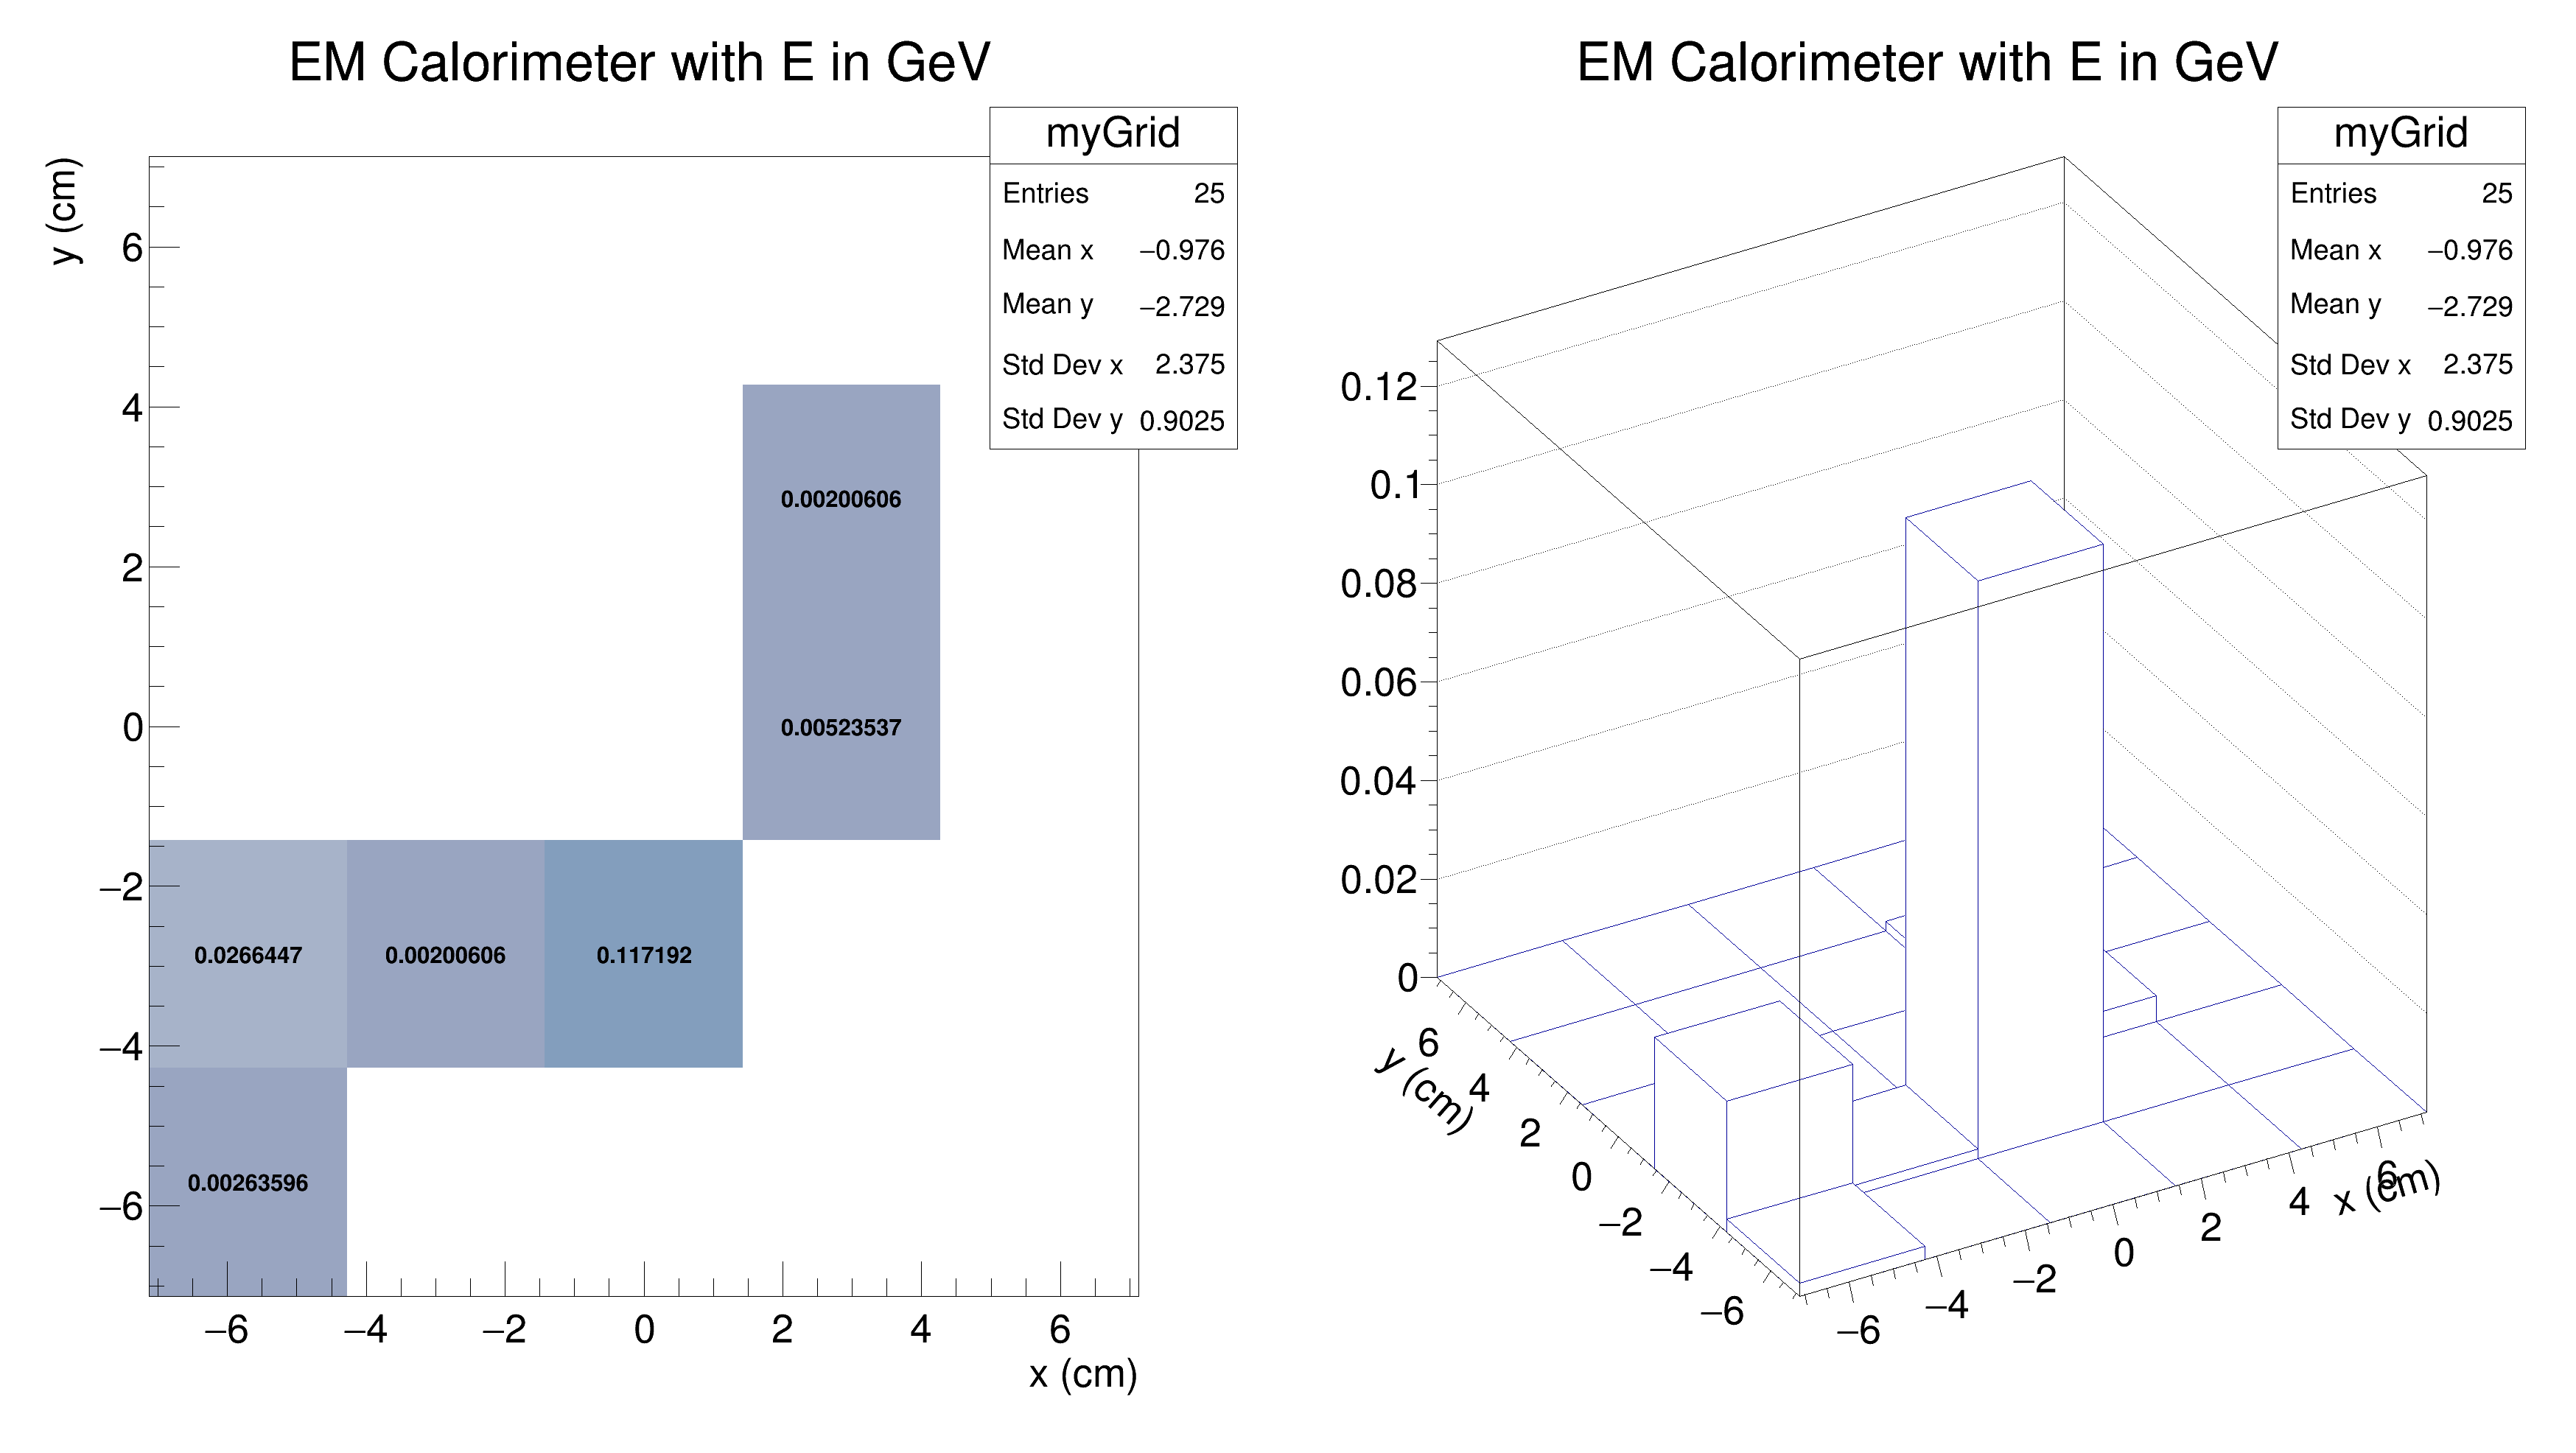 EM Calorimeter with E in GeV
myGrid
Entries 25
Mean x −0.976
Mean y −2.729
Std Dev x 2.375
Std Dev y 0.9025
y (cm)
6
4
2
0
−2
−4
−6
0.00200606
0.00523537
0.0266447 0.00200606 0.117192
0.00263596
−6 −4 −2 0 2 4 6
x (cm)
EM Calorimeter with E in GeV
myGrid
Entries 25
Mean x −0.976
Mean y −2.729
Std Dev x 2.375
Std Dev y 0.9025
0.12
0.1
0.08
0.06
0.04
0.02
0
y (cm)
6
4
2
0
−2
−4
−6
−6
−4
−2
0
2
4
6
x (cm)